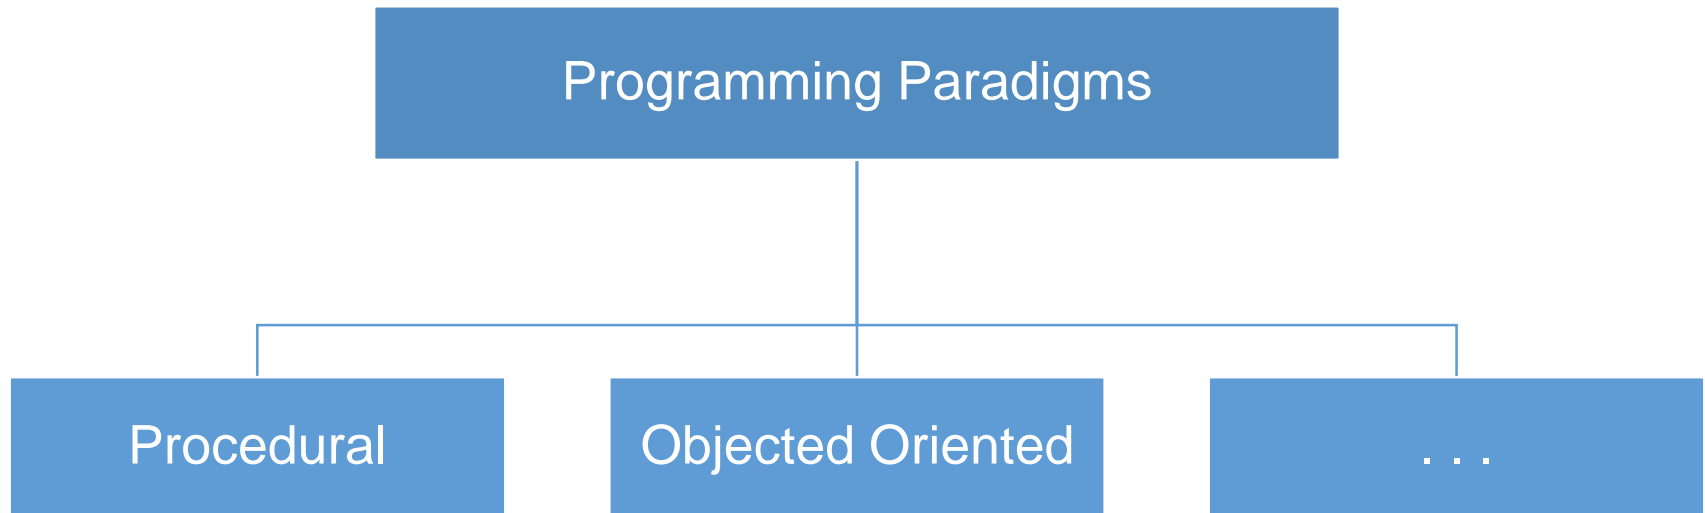 Programming Paradigms
Procedural
Objected Oriented
. . .